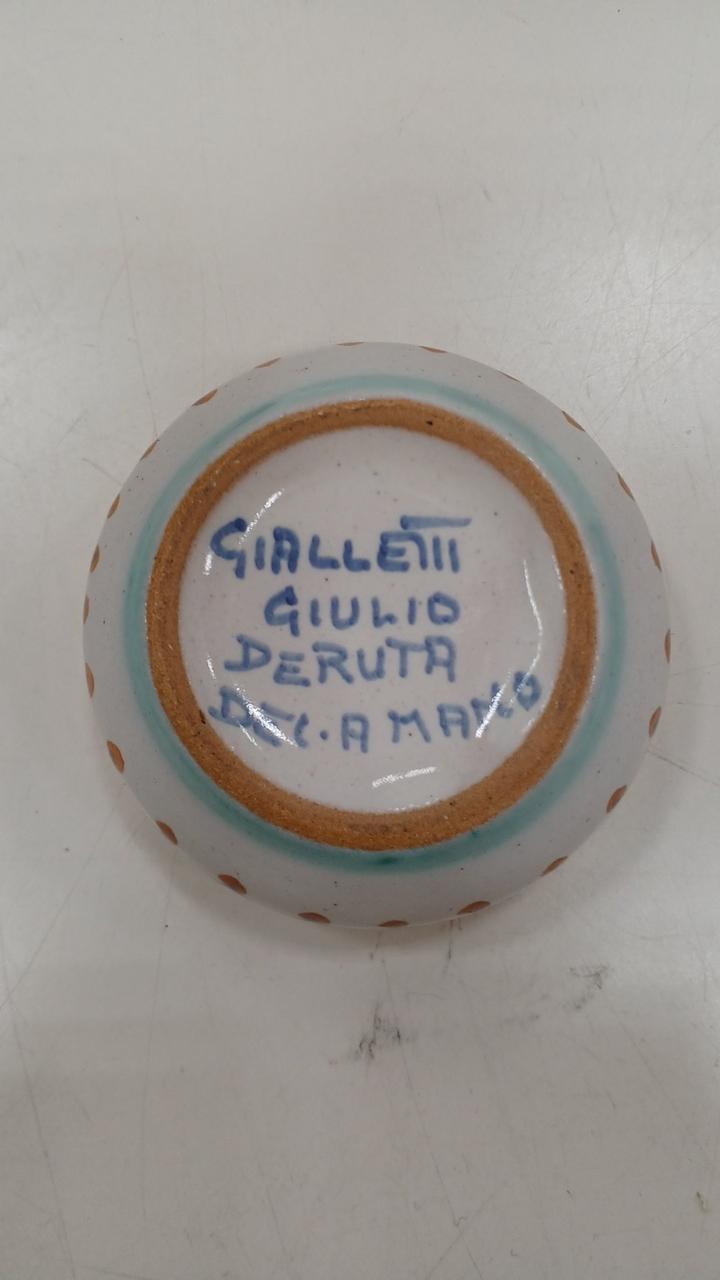 GIALLETTI
GIULIO
DERUTA
DEC. A MANO